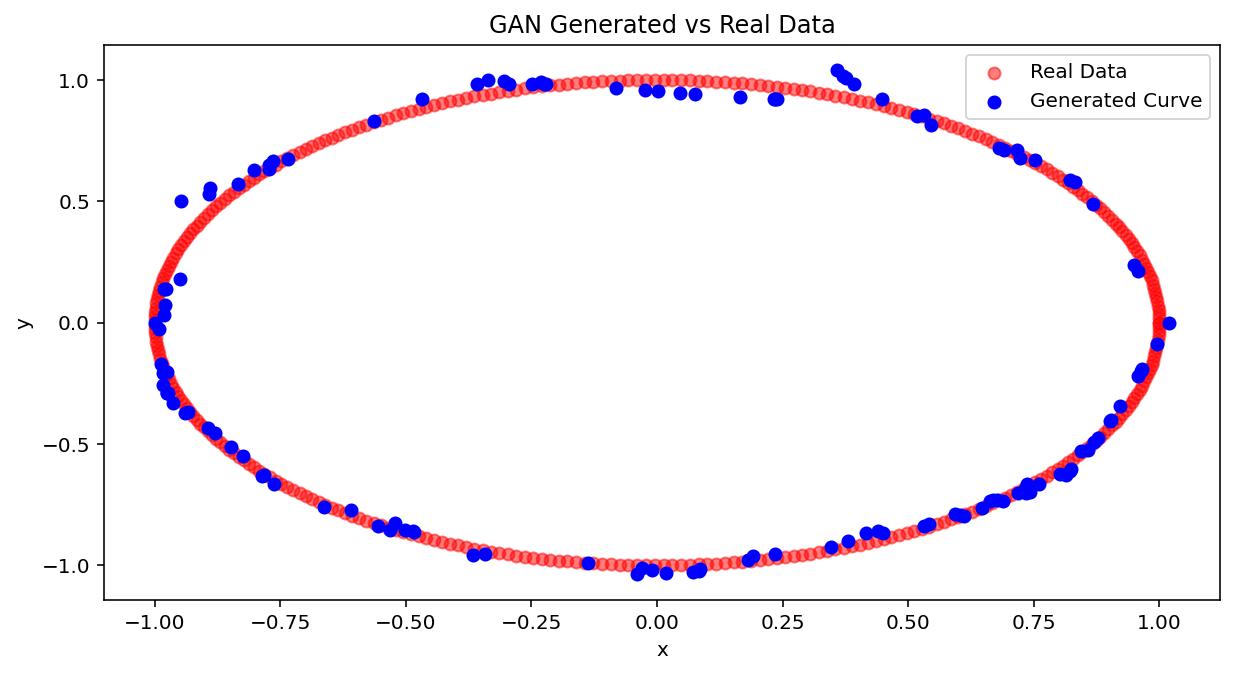 GAN Generated vs Real Data
Real Data
Generated Curve
1.0
0.5
0.0
−0.5
−1.0
y
−1.00 −0.75 −0.50 −0.25 0.00 0.25 0.50 0.75 1.00
x